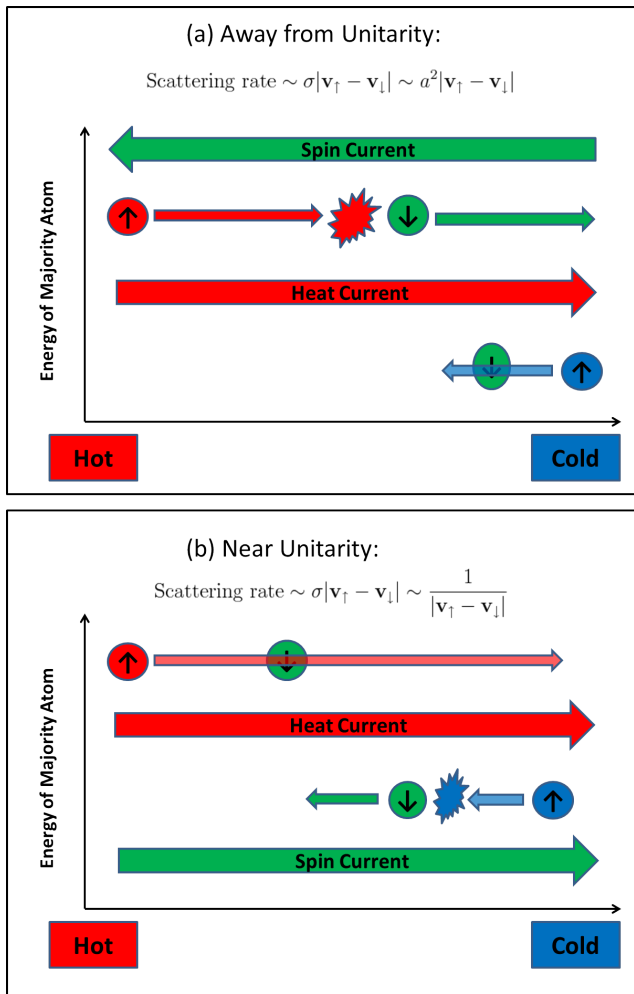 (a) Away from Unitarity:
Scattering rate ∼ σ|v↑ − v↓| ∼ a²|v↑ − v↓|
Spin Current
↑
↓
Heat Current
↓
↑
Energy of Majority Atom
Hot
Cold
(b) Near Unitarity:
Scattering rate ∼ σ|v↑ − v↓| ∼ 1/|v↑ − v↓|
↑
↓
Heat Current
↓
↑
Spin Current
Energy of Majority Atom
Hot
Cold